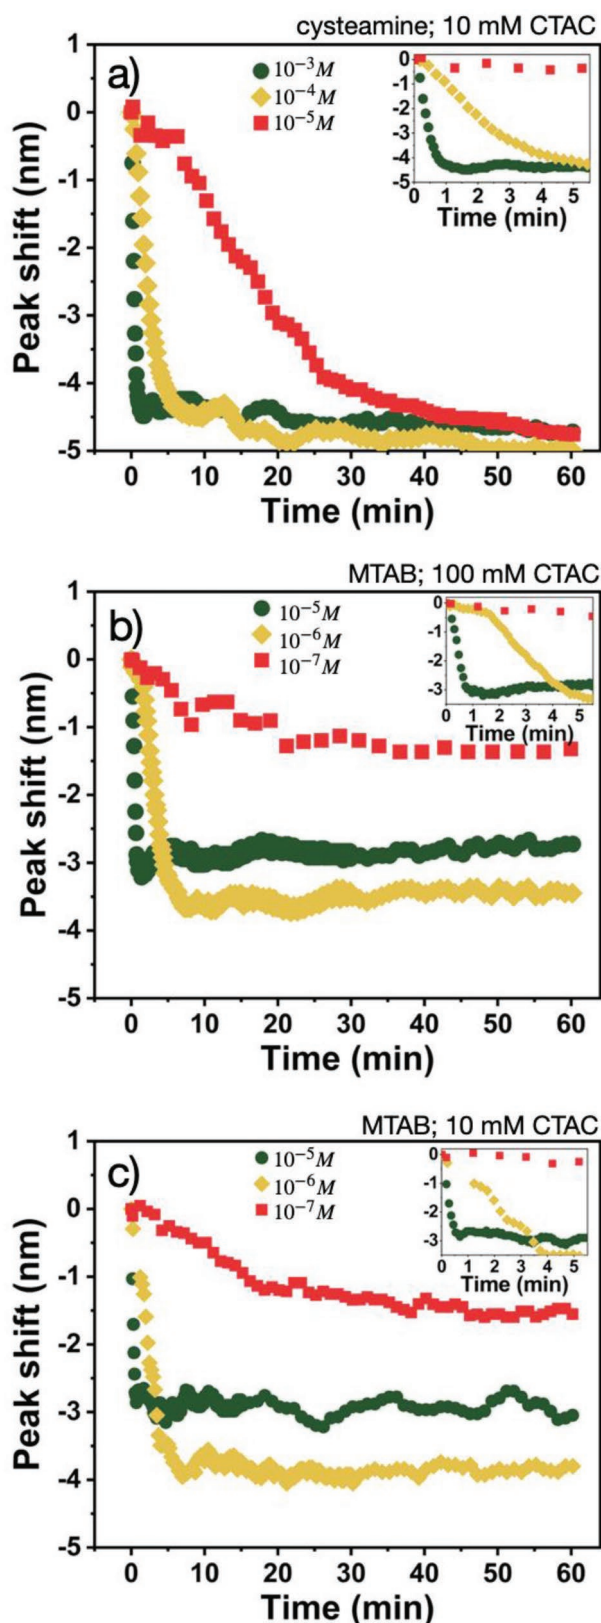 cysteamine; 10 mM CTAC
a)
10⁻³M
10⁻⁴M
10⁻⁵M
1
0
-1
-2
-3
-4
-5
Peak shift (nm)
0 10 20 30 40 50 60
Time (min)
0
-1
-2
-3
-4
-5
0 1 2 3 4 5
Time (min)
MTAB; 100 mM CTAC
b)
10⁻⁵M
10⁻⁶M
10⁻⁷M
1
0
-1
-2
-3
-4
-5
Peak shift (nm)
0 10 20 30 40 50 60
Time (min)
0
-1
-2
-3
0 1 2 3 4 5
Time (min)
MTAB; 10 mM CTAC
c)
10⁻⁵M
10⁻⁶M
10⁻⁷M
1
0
-1
-2
-3
-4
-5
Peak shift (nm)
0 10 20 30 40 50 60
Time (min)
0
-1
-2
-3
0 1 2 3 4 5
Time (min)